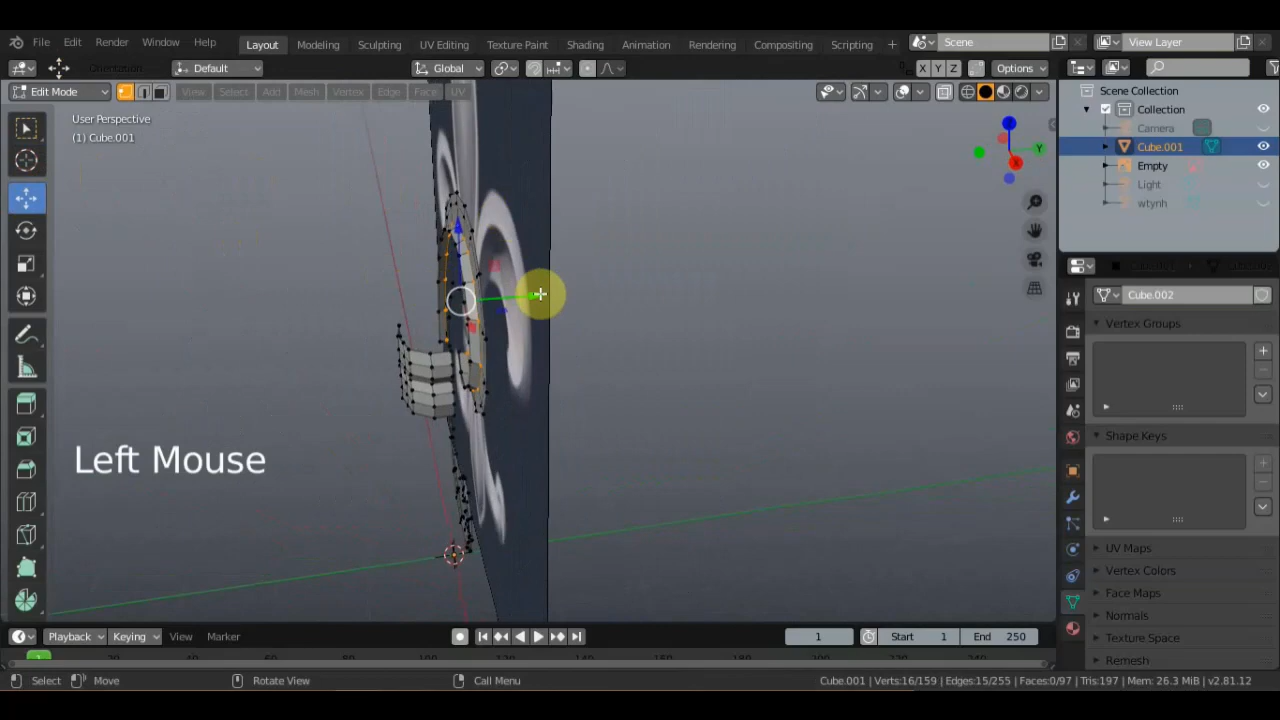 File Edit Render Window Help Layout Modeling Sculpting UV Editing Texture Paint Shading Animation Rendering Compositing Scripting + Scene View Layer
Orientation: Default Global X Y Z Options
Edit Mode View Select Add Mesh Vertex Edge Face UV
User Perspective
(1) Cube.001
Z
Y
X
Left Mouse
Scene Collection
Collection
Camera
Cube.001
Empty
Light
wtynh
Cube.002
Vertex Groups
Shape Keys
UV Maps
Vertex Colors
Face Maps
Normals
Texture Space
Remesh
Playback Keying View Marker 1 Start 1 End 250
1
Select Move Rotate View Call Menu Cube.001 | Verts:16/159 | Edges:15/255 | Faces:0/97 | Tris:197 | Mem: 26.3 MiB | v2.81.12